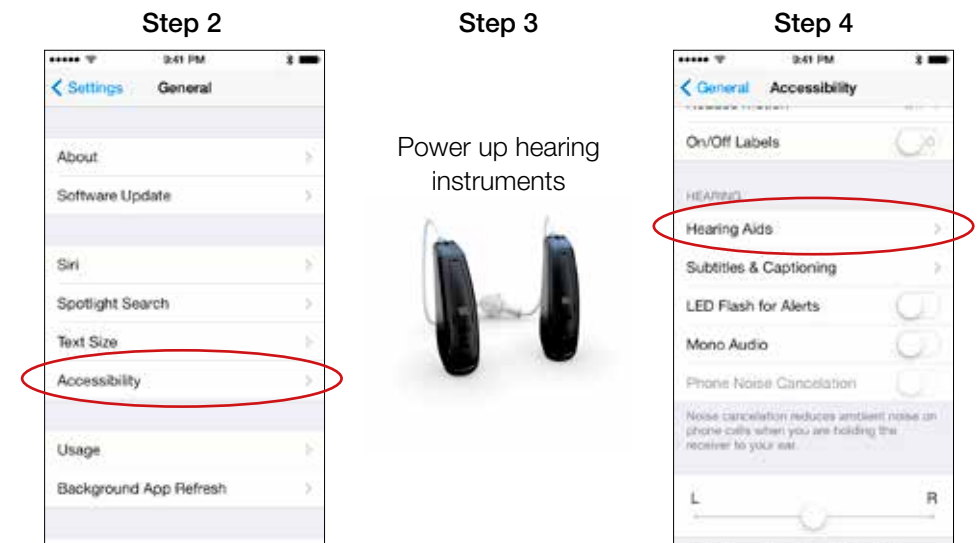 Step 2
9:41 PM
Settings General
About
Software Update
Siri
Spotlight Search
Text Size
Accessibility
Usage
Background App Refresh
Step 3
Power up hearing
instruments
Step 4
9:41 PM
General Accessibility
On/Off Labels
HEARING
Hearing Aids
Subtitles & Captioning
LED Flash for Alerts
Mono Audio
Phone Noise Cancelation
Noise cancelation reduces ambient noise on
phone calls when you are holding the
receiver to your ear.
L R